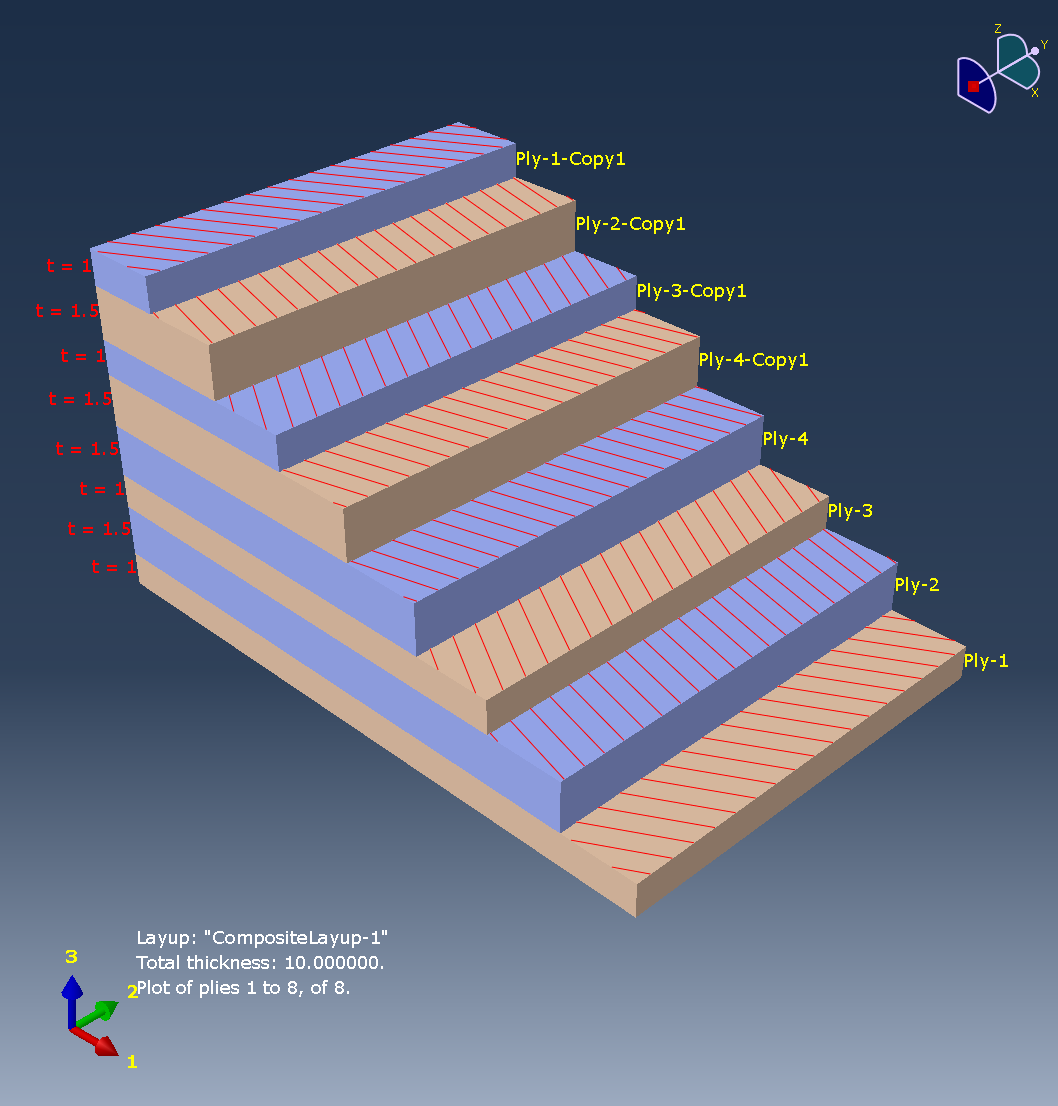 Z
Y
X
Ply-1-Copy1
Ply-2-Copy1
t = 1
Ply-3-Copy1
t = 1.5
t = 1
Ply-4-Copy1
t = 1.5
Ply-4
t = 1.5
t = 1
Ply-3
t = 1.5
t = 1
Ply-2
Ply-1
Layup: "CompositeLayup-1"
Total thickness: 10.000000.
Plot of plies 1 to 8, of 8.
3
2
1